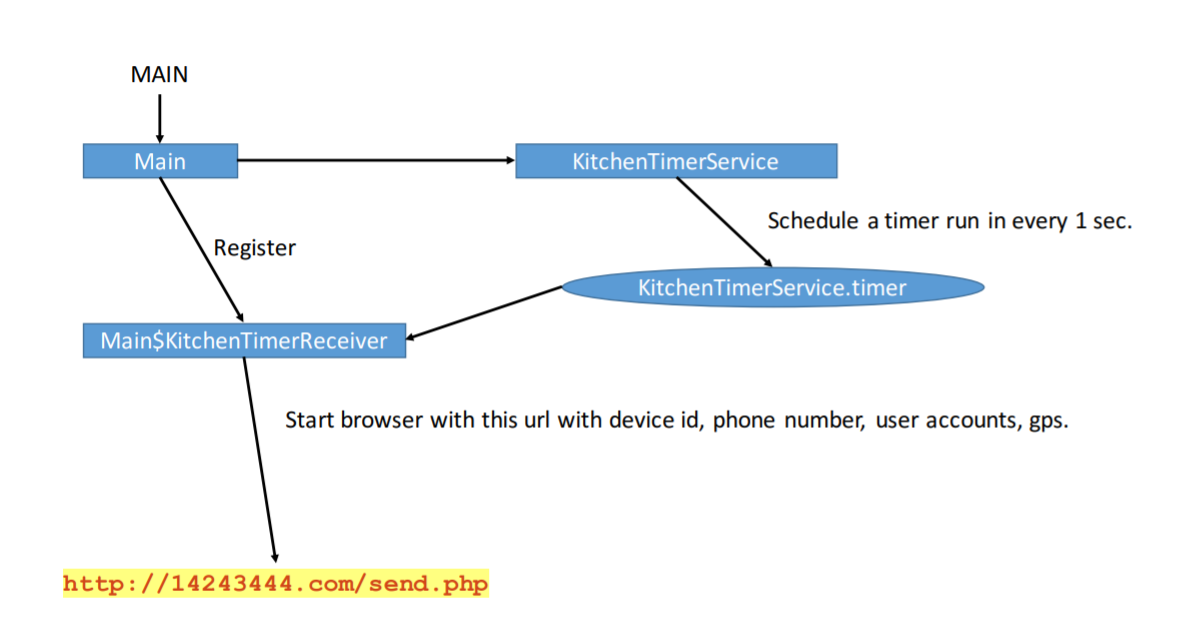 MAIN
Main
KitchenTimerService
Schedule a timer run in every 1 sec.
Register
KitchenTimerService.timer
Main$KitchenTimerReceiver
Start browser with this url with device id, phone number, user accounts, gps.
http://14243444.com/send.php